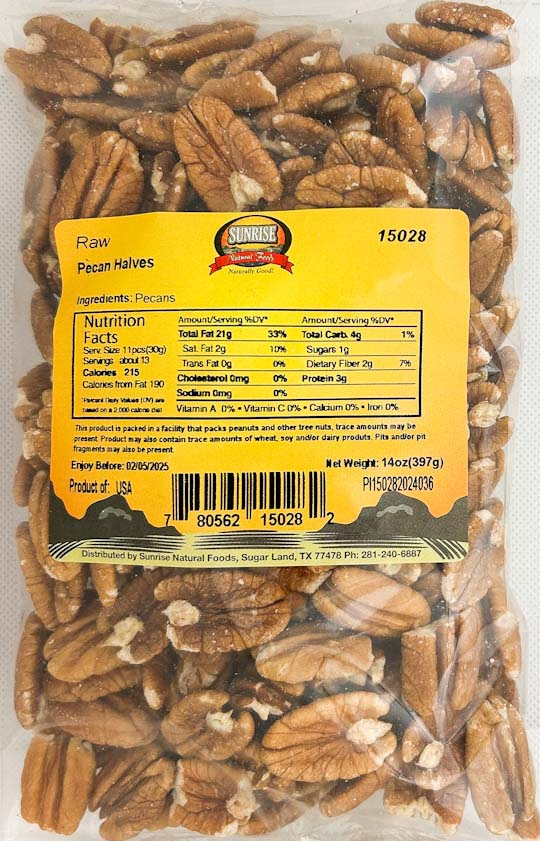 SUNRISE
Natural Foods
Naturally Good!
Raw
15028
Pecan Halves
Ingredients: Pecans
Nutrition
Facts
Serv. Size 11pcs(30g)
Servings about 13
Calories 215
Calories from Fat 190
*Percent Daily Values (DV) are
based on a 2,000 calorie diet
Amount/Serving %DV*
Total Fat 21g 33%
Sat. Fat 2g 10%
Trans Fat 0g 0%
Cholesterol 0mg 0%
Sodium 0mg 0%
Amount/Serving %DV*
Total Carb. 4g 1%
Sugars 1g
Dietary Fiber 2g 7%
Protein 3g
Vitamin A 0% • Vitamin C 0% • Calcium 0% • Iron 0%
This product is packed in a facility that packs peanuts and other tree nuts, trace amounts may be
present. Product may also contain trace amounts of wheat, soy and/or dairy produts. Pits and/or pit
fragments may also be present.
Enjoy Before: 02/05/2025
Net Weight: 14oz(397g)
Product of: USA
PI150282024036
7 80562 15028 2
Distributed by Sunrise Natural Foods, Sugar Land, TX 77478 Ph: 281-240-6887